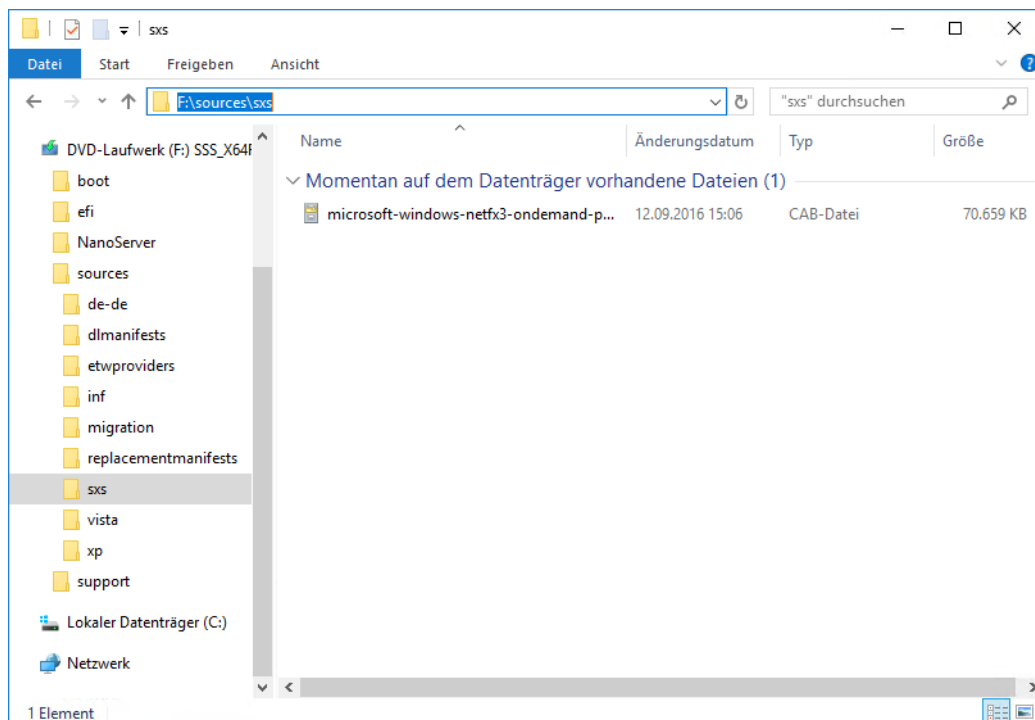 sxs
Datei Start Freigeben Ansicht
F:\sources\sxs
"sxs" durchsuchen
DVD-Laufwerk (F:) SSS_X64F
boot
efi
NanoServer
sources
de-de
dlmanifests
etwproviders
inf
migration
replacementmanifests
sxs
vista
xp
support
Lokaler Datenträger (C:)
Netzwerk
Name Änderungsdatum Typ Größe
Momentan auf dem Datenträger vorhandene Dateien (1)
microsoft-windows-netfx3-ondemand-p... 12.09.2016 15:06 CAB-Datei 70.659 KB
1 Element